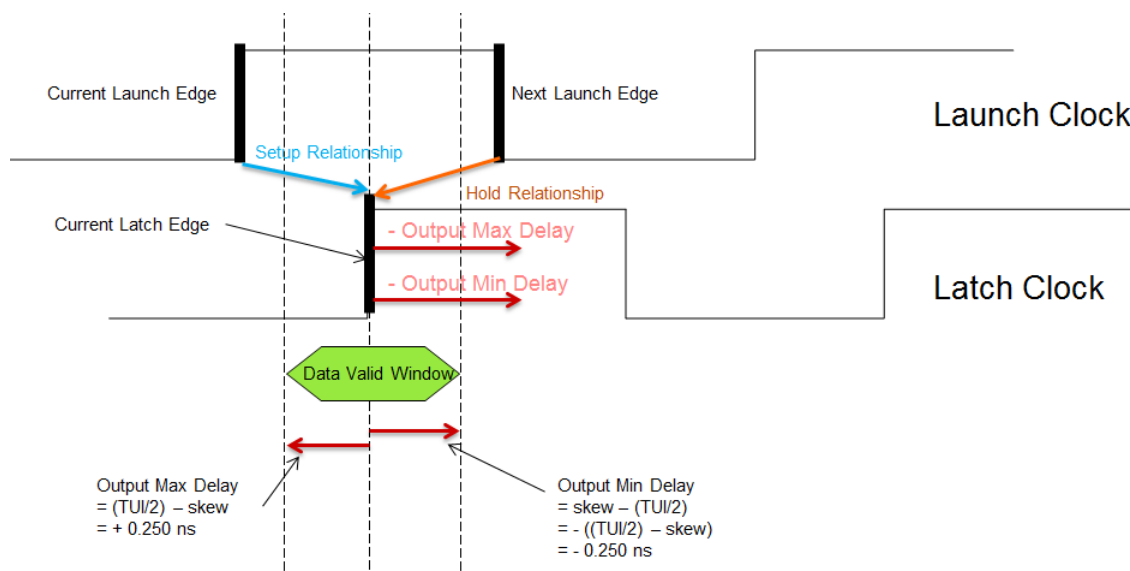 Current Launch Edge
Next Launch Edge
Launch Clock
Setup Relationship
Hold Relationship
Current Latch Edge
- Output Max Delay
- Output Min Delay
Latch Clock
Data Valid Window
Output Max Delay
= (TUI/2) – skew
= + 0.250 ns
Output Min Delay
= skew – (TUI/2)
= - ((TUI/2) – skew)
= - 0.250 ns